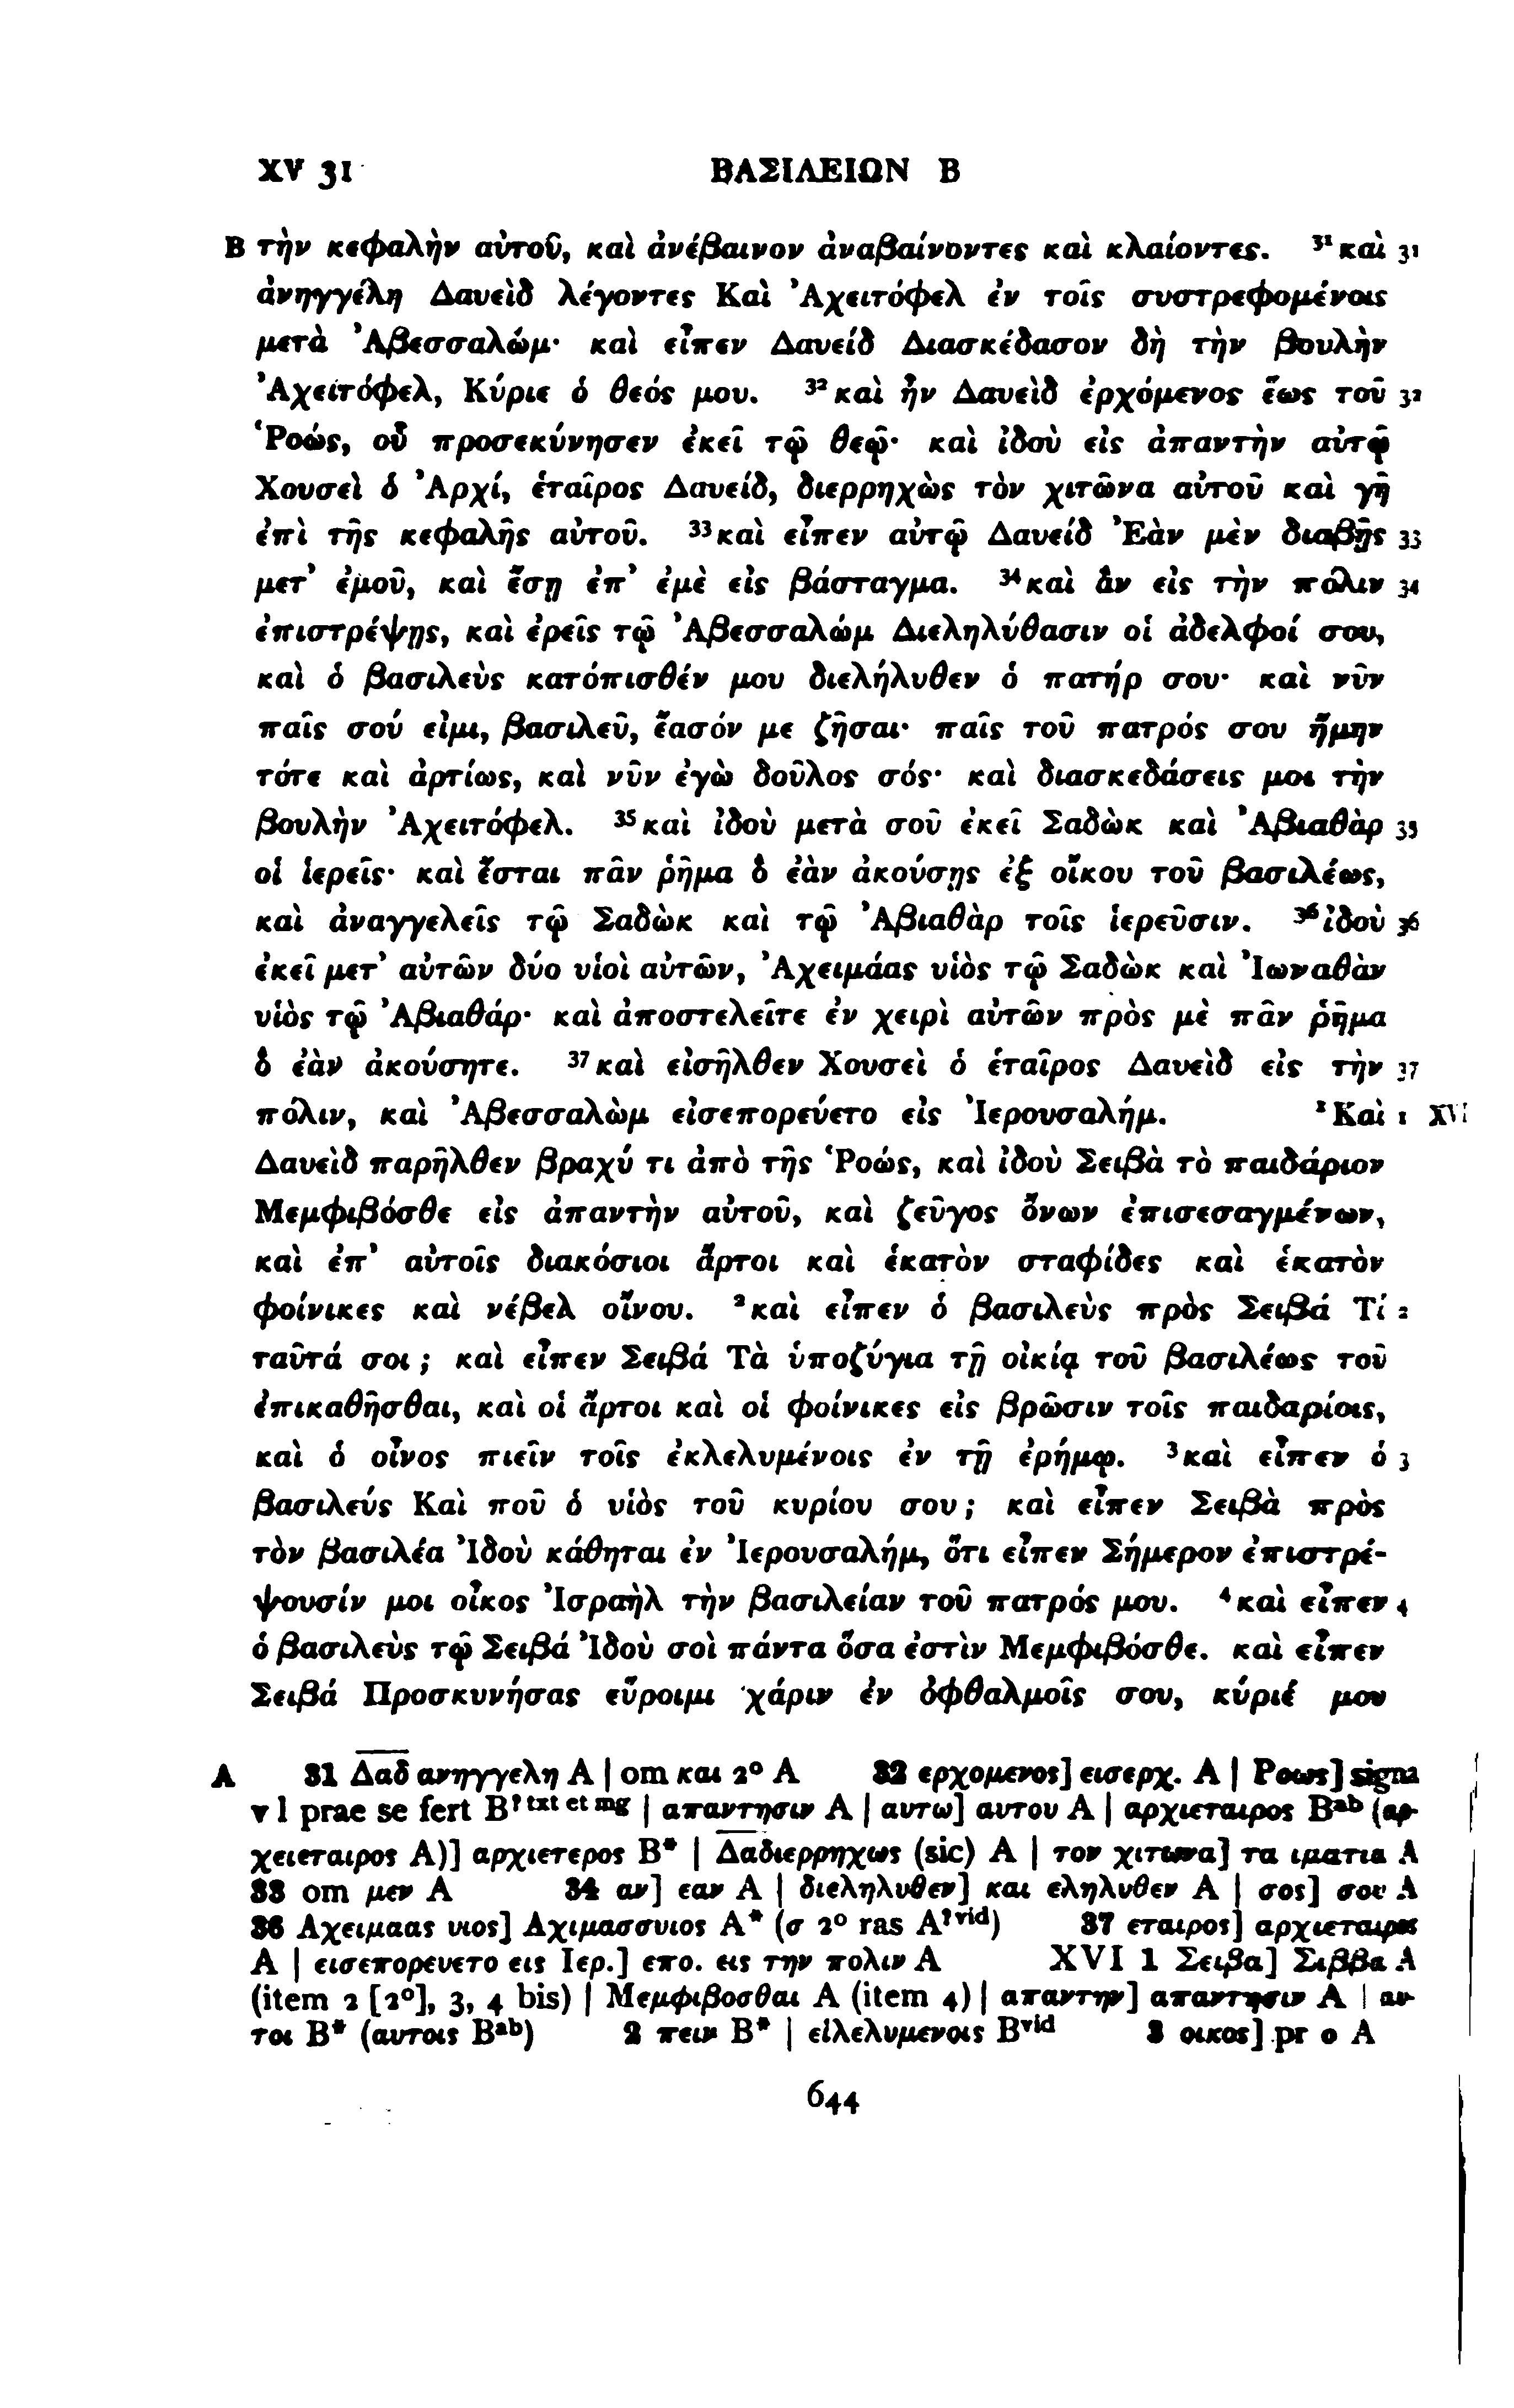 XV 31 ΒΑΣΙΛΕΙΩΝ Β
B τὴν κεφαλὴν αὐτοῦ, καὶ ἀνέβαινον ἀναβαίνοντες καὶ κλαίοντες. ³¹καὶ 31
ἀνηγγέλη Δαυεὶδ λέγοντες Καὶ Ἀχειτόφελ ἐν τοῖς συστρεφομένοις
μετὰ Ἀβεσσαλώμ· καὶ εἶπεν Δαυείδ Διασκέδασον δὴ τὴν βουλὴν
Ἀχειτόφελ, Κύριε ὁ θεός μου. ³²καὶ ἦν Δαυεὶδ ἐρχόμενος ἕως τοῦ 32
Ῥοώς, οὗ προσεκύνησεν ἐκεῖ τῷ θεῷ· καὶ ἰδοὺ εἰς ἀπαντὴν αὐτῷ
Χουσεὶ ὁ Ἀρχί, ἑταῖρος Δαυείδ, διερρηχὼς τὸν χιτῶνα αὐτοῦ καὶ γῆ
ἐπὶ τῆς κεφαλῆς αὐτοῦ. ³³καὶ εἶπεν αὐτῷ Δαυείδ Ἐὰν μὲν διαβῇς 33
μετ᾽ ἐμοῦ, καὶ ἔσῃ ἐπ᾽ ἐμὲ εἰς βάσταγμα. ³⁴καὶ ἂν εἰς τὴν πόλιν 34
ἐπιστρέψῃς, καὶ ἐρεῖς τῷ Ἀβεσσαλώμ Διεληλύθασιν οἱ ἀδελφοί σου,
καὶ ὁ βασιλεὺς κατόπισθέν μου διελήλυθεν ὁ πατήρ σου· καὶ νῦν
παῖς σού εἰμι, βασιλεῦ, ἔασόν με ζῆσαι· παῖς τοῦ πατρός σου ἤμην
τότε καὶ ἀρτίως, καὶ νῦν ἐγὼ δοῦλος σός· καὶ διασκεδάσεις μοι τὴν
βουλὴν Ἀχειτόφελ. ³⁵καὶ ἰδοὺ μετὰ σοῦ ἐκεῖ Σαδὼκ καὶ Ἀβιαθὰρ 35
οἱ ἱερεῖς· καὶ ἔσται πᾶν ῥῆμα ὃ ἐὰν ἀκούσῃς ἐξ οἴκου τοῦ βασιλέως,
καὶ ἀναγγελεῖς τῷ Σαδὼκ καὶ τῷ Ἀβιαθὰρ τοῖς ἱερεῦσιν. ³⁶ἰδοὺ 36
ἐκεῖ μετ᾽ αὐτῶν δύο υἱοὶ αὐτῶν, Ἀχειμάας υἱὸς τῷ Σαδὼκ καὶ Ἰωναθὰν
υἱὸς τῷ Ἀβιαθάρ· καὶ ἀποστελεῖτε ἐν χειρὶ αὐτῶν πρὸς μὲ πᾶν ῥῆμα
ὃ ἐὰν ἀκούσητε. ³⁷καὶ εἰσῆλθεν Χουσεὶ ὁ ἑταῖρος Δαυεὶδ εἰς τὴν 37
πόλιν, καὶ Ἀβεσσαλὼμ εἰσεπορεύετο εἰς Ἰερουσαλήμ. ¹Καὶ 1 XVI
Δαυεὶδ παρῆλθεν βραχύ τι ἀπὸ τῆς Ῥοώς, καὶ ἰδοὺ Σειβὰ τὸ παιδάριον
Μεμφιβόσθε εἰς ἀπαντὴν αὐτοῦ, καὶ ζεῦγος ὄνων ἐπισεσαγμένων,
καὶ ἐπ᾽ αὐτοῖς διακόσιοι ἄρτοι καὶ ἑκατὸν σταφίδες καὶ ἑκατὸν
φοίνικες καὶ νέβελ οἴνου. ²καὶ εἶπεν ὁ βασιλεὺς πρὸς Σειβά Τί 2
ταῦτά σοι; καὶ εἶπεν Σειβά Τὰ ὑποζύγια τῇ οἰκίᾳ τοῦ βασιλέως τοῦ
ἐπικαθῆσθαι, καὶ οἱ ἄρτοι καὶ οἱ φοίνικες εἰς βρῶσιν τοῖς παιδαρίοις,
καὶ ὁ οἶνος πιεῖν τοῖς ἐκλελυμένοις ἐν τῇ ἐρήμῳ. ³καὶ εἶπεν ὁ 3
βασιλεύς Καὶ ποῦ ὁ υἱὸς τοῦ κυρίου σου; καὶ εἶπεν Σειβὰ πρὸς
τὸν βασιλέα Ἰδοὺ κάθηται ἐν Ἰερουσαλήμ, ὅτι εἶπεν Σήμερον ἐπιστρέ-
ψουσίν μοι οἶκος Ἰσραὴλ τὴν βασιλείαν τοῦ πατρός μου. ⁴καὶ εἶπεν 4
ὁ βασιλεὺς τῷ Σειβά Ἰδοὺ σοὶ πάντα ὅσα ἐστὶν Μεμφιβόσθε. καὶ εἶπεν
Σειβά Προσκυνήσας εὕροιμι χάριν ἐν ὀφθαλμοῖς σου, κύριέ μου
A 31 Δαδ ανηγγελη A | om και 2° A 32 ερχομενος] εισερχ. A | Ροως] signa
v l prae se fert B? txt et mg | απαντησιν A | αυτω] αυτου A | αρχιεταιρος Bab (αρ-
χειεταιρος A)] αρχιετερος B* | Δαδιερρηχως (sic) A | τον χιτωνα] τα ιματια A
33 om μεν A 34 αν] εαν A | διεληλυθεν] και εληλυθεν A | σος] σου A
36 Αχειμαας υιος] Αχιμασσυιος A* (σ 2° ras A?vid) 37 εταιρος] αρχιεταιρος
A | εισεπορευετο εις Ιερ.] επο. εις την πολιν A XVI 1 Σειβα] Σιββα A
(item 2 [2°], 3, 4 bis) | Μεμφιβοσθαι A (item 4) | απαντην] απαντησιν A | αυ-
τοι B* (αυτοις Bab) 2 πειν B* | εΙλελυμενοις Bvid 3 οικος] pr ο A
644